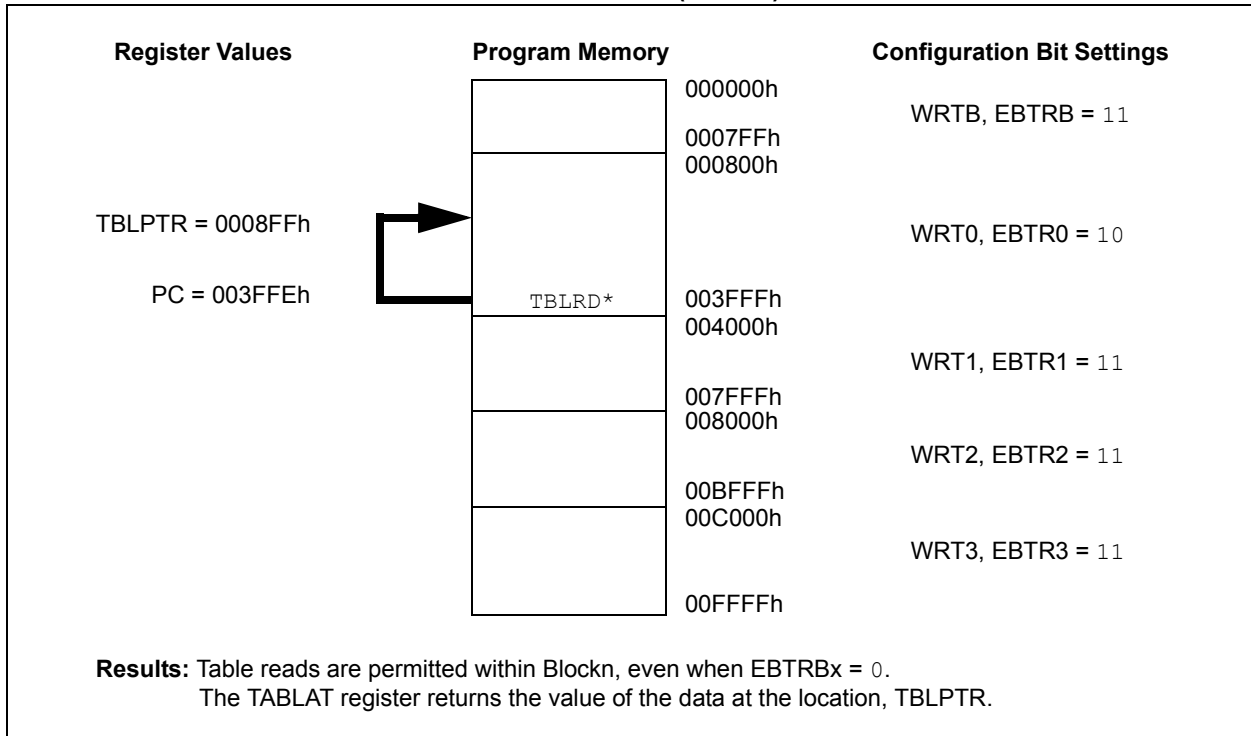 Register Values Program Memory Configuration Bit Settings
000000h
WRTB, EBTRB = 11
0007FFh
000800h
TBLPTR = 0008FFh
WRT0, EBTR0 = 10
PC = 003FFEh TBLRD* 003FFFh
004000h
WRT1, EBTR1 = 11
007FFFh
008000h
WRT2, EBTR2 = 11
00BFFFh
00C000h
WRT3, EBTR3 = 11
00FFFFh
Results: Table reads are permitted within Blockn, even when EBTRBx = 0.
The TABLAT register returns the value of the data at the location, TBLPTR.